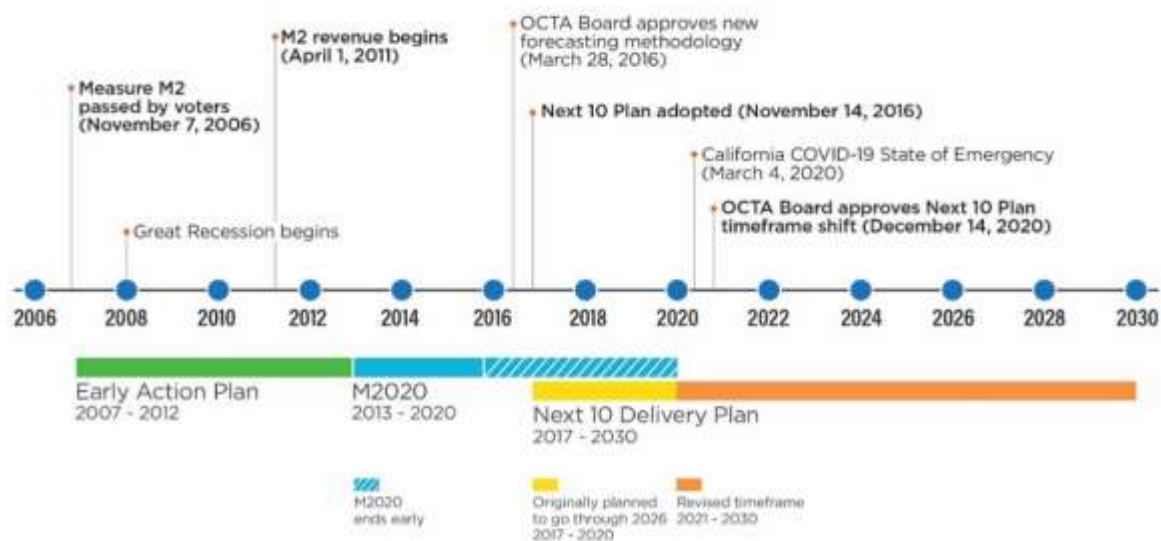 OCTA Board approves new
forecasting methodology
(March 28, 2016)
M2 revenue begins
(April 1, 2011)
Measure M2
passed by voters
(November 7, 2006)
Next 10 Plan adopted (November 14, 2016)
California COVID-19 State of Emergency
(March 4, 2020)
OCTA Board approves Next 10 Plan
timeframe shift (December 14, 2020)
Great Recession begins
2006 2008 2010 2012 2014 2016 2018 2020 2022 2024 2026 2028 2030
Early Action Plan
2007 - 2012
M2020
2013 - 2020
Next 10 Delivery Plan
2017 - 2030
M2020
ends early
Originally planned
to go through 2026
2017 - 2020
Revised timeframe
2021 - 2030